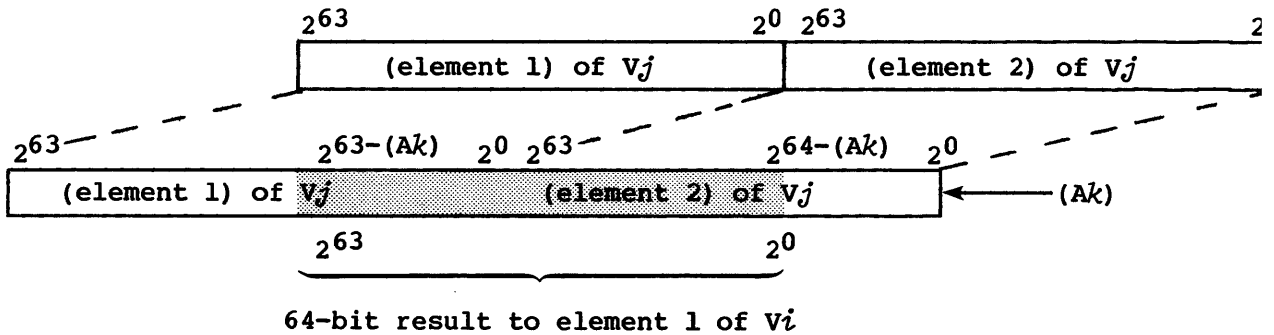 2^63 2^0 2^63 2
(element 1) of Vj (element 2) of Vj
2^63 2^63-(Ak) 2^0 2^63 2^64-(Ak) 2^0
(element 1) of Vj (element 2) of Vj (Ak)
2^63 2^0
64-bit result to element 1 of Vi